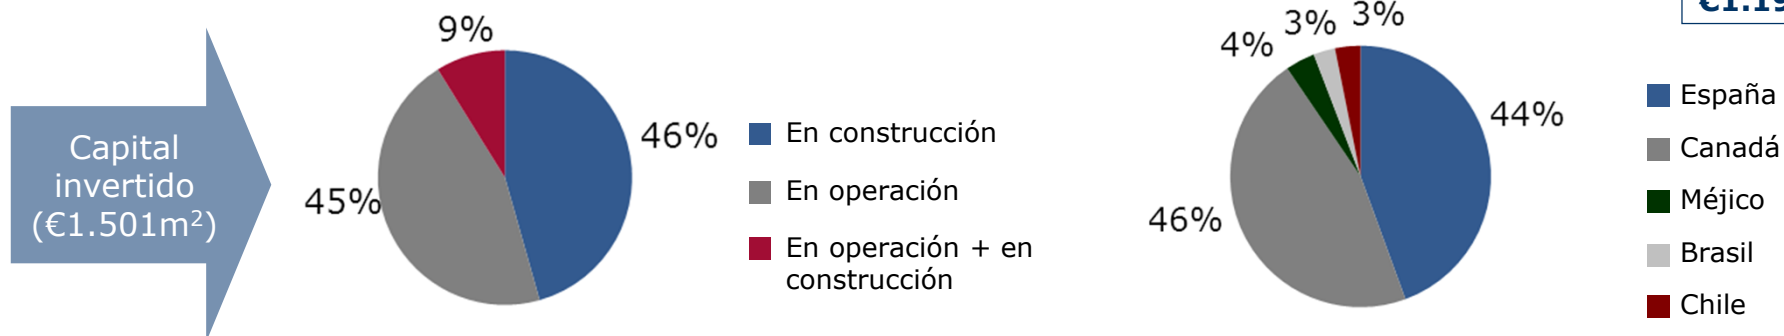 Capital
invertido
(€1.501m²)
9%
46%
45%
En construcción
En operación
En operación + en
construcción
3%
3%
4%
44%
46%
España
Canadá
Méjico
Brasil
Chile